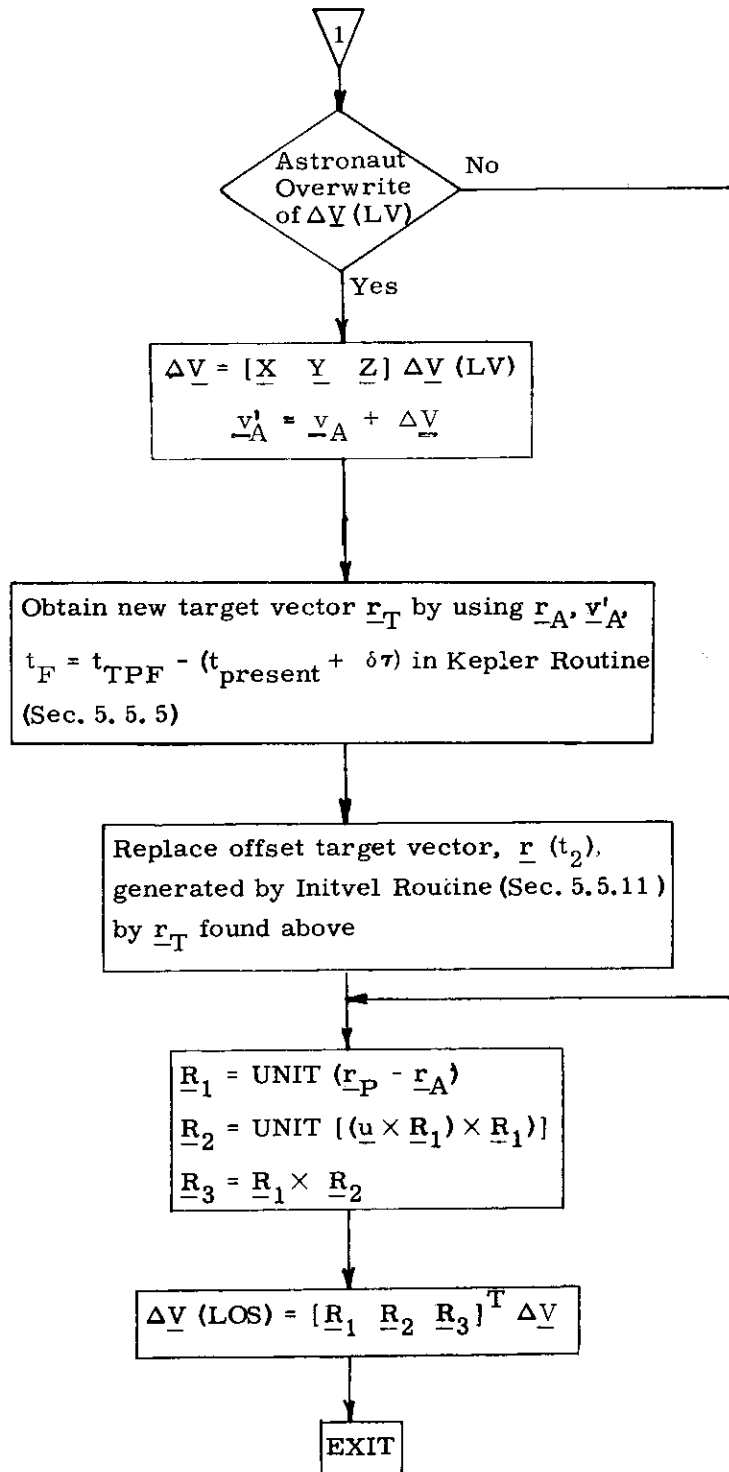 1
Astronaut
Overwrite
of ΔV (LV)
No
Yes
ΔV = [X Y Z] ΔV (LV)
v'A = vA + ΔV
Obtain new target vector rT by using rA, v'A,
tF = tTPF - (tpresent + δτ) in Kepler Routine
(Sec. 5. 5. 5)
Replace offset target vector, r (t2),
generated by Initvel Routine (Sec. 5.5.11)
by rT found above
R1 = UNIT (rP - rA)
R2 = UNIT [(u × R1) × R1)]
R3 = R1 × R2
ΔV (LOS) = [R1 R2 R3]T ΔV
EXIT